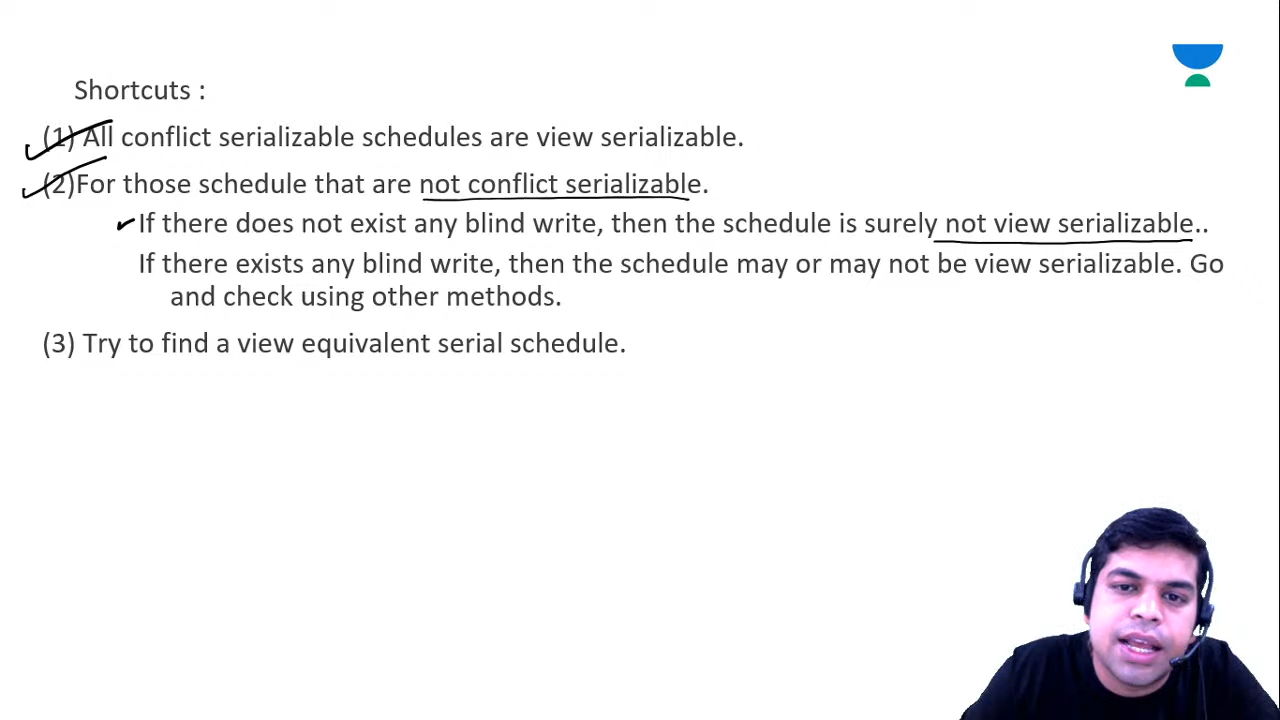 Shortcuts :
(1) All conflict serializable schedules are view serializable.
(2)For those schedule that are not conflict serializable.
If there does not exist any blind write, then the schedule is surely not view serializable..
If there exists any blind write, then the schedule may or may not be view serializable. Go
and check using other methods.
(3) Try to find a view equivalent serial schedule.